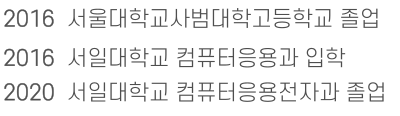 2016 서울대학교사범대학고등학교 졸업
2016 서일대학교 컴퓨터응용과 입학
2020 서일대학교 컴퓨터응용전자과 졸업